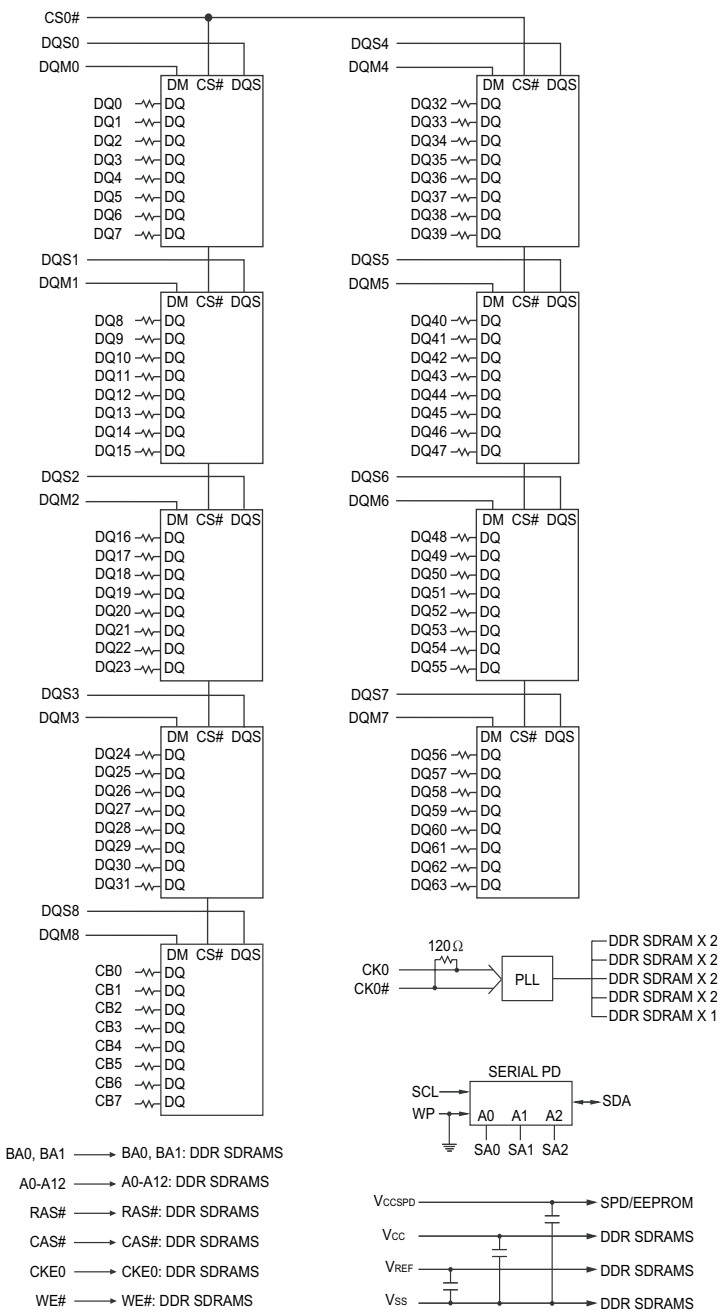 CS0#
DQS0
DQM0
DM CS# DQS
DQ0 DQ
DQ1 DQ
DQ2 DQ
DQ3 DQ
DQ4 DQ
DQ5 DQ
DQ6 DQ
DQ7 DQ
DQS1
DQM1
DM CS# DQS
DQ8 DQ
DQ9 DQ
DQ10 DQ
DQ11 DQ
DQ12 DQ
DQ13 DQ
DQ14 DQ
DQ15 DQ
DQS2
DQM2
DM CS# DQS
DQ16 DQ
DQ17 DQ
DQ18 DQ
DQ19 DQ
DQ20 DQ
DQ21 DQ
DQ22 DQ
DQ23 DQ
DQS3
DQM3
DM CS# DQS
DQ24 DQ
DQ25 DQ
DQ26 DQ
DQ27 DQ
DQ28 DQ
DQ29 DQ
DQ30 DQ
DQ31 DQ
DQS8
DQM8
DM CS# DQS
CB0 DQ
CB1 DQ
CB2 DQ
CB3 DQ
CB4 DQ
CB5 DQ
CB6 DQ
CB7 DQ
BA0, BA1 BA0, BA1: DDR SDRAMS
A0-A12 A0-A12: DDR SDRAMS
RAS# RAS#: DDR SDRAMS
CAS# CAS#: DDR SDRAMS
CKE0 CKE0: DDR SDRAMS
WE# WE#: DDR SDRAMS
DQS4
DQM4
DM CS# DQS
DQ32 DQ
DQ33 DQ
DQ34 DQ
DQ35 DQ
DQ36 DQ
DQ37 DQ
DQ38 DQ
DQ39 DQ
DQS5
DQM5
DM CS# DQS
DQ40 DQ
DQ41 DQ
DQ42 DQ
DQ43 DQ
DQ44 DQ
DQ45 DQ
DQ46 DQ
DQ47 DQ
DQS6
DQM6
DM CS# DQS
DQ48 DQ
DQ49 DQ
DQ50 DQ
DQ51 DQ
DQ52 DQ
DQ53 DQ
DQ54 DQ
DQ55 DQ
DQS7
DQM7
DM CS# DQS
DQ56 DQ
DQ57 DQ
DQ58 DQ
DQ59 DQ
DQ60 DQ
DQ61 DQ
DQ62 DQ
DQ63 DQ
120 Ω
CK0
CK0#
PLL
DDR SDRAM X 2
DDR SDRAM X 2
DDR SDRAM X 2
DDR SDRAM X 2
DDR SDRAM X 1
SERIAL PD
SCL
WP
A0 A1 A2
SDA
SA0 SA1 SA2
VCCSPD SPD/EEPROM
VCC DDR SDRAMS
VREF DDR SDRAMS
VSS DDR SDRAMS